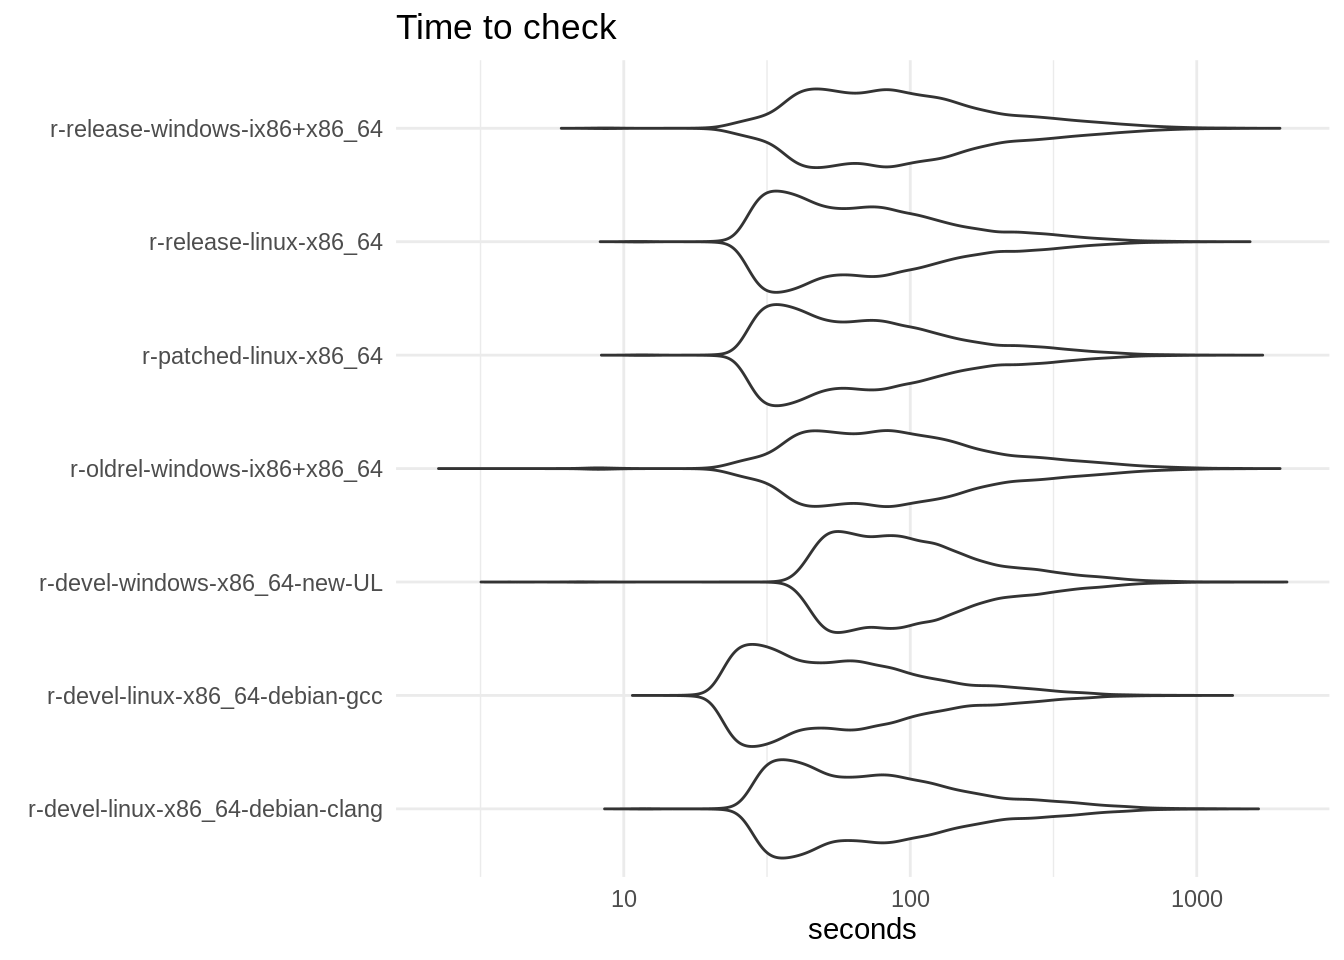 Time to check
r-release-windows-ix86+x86_64
r-release-linux-x86_64
r-patched-linux-x86_64
r-oldrel-windows-ix86+x86_64
r-devel-windows-x86_64-new-UL
r-devel-linux-x86_64-debian-gcc
r-devel-linux-x86_64-debian-clang
10 100 1000
seconds